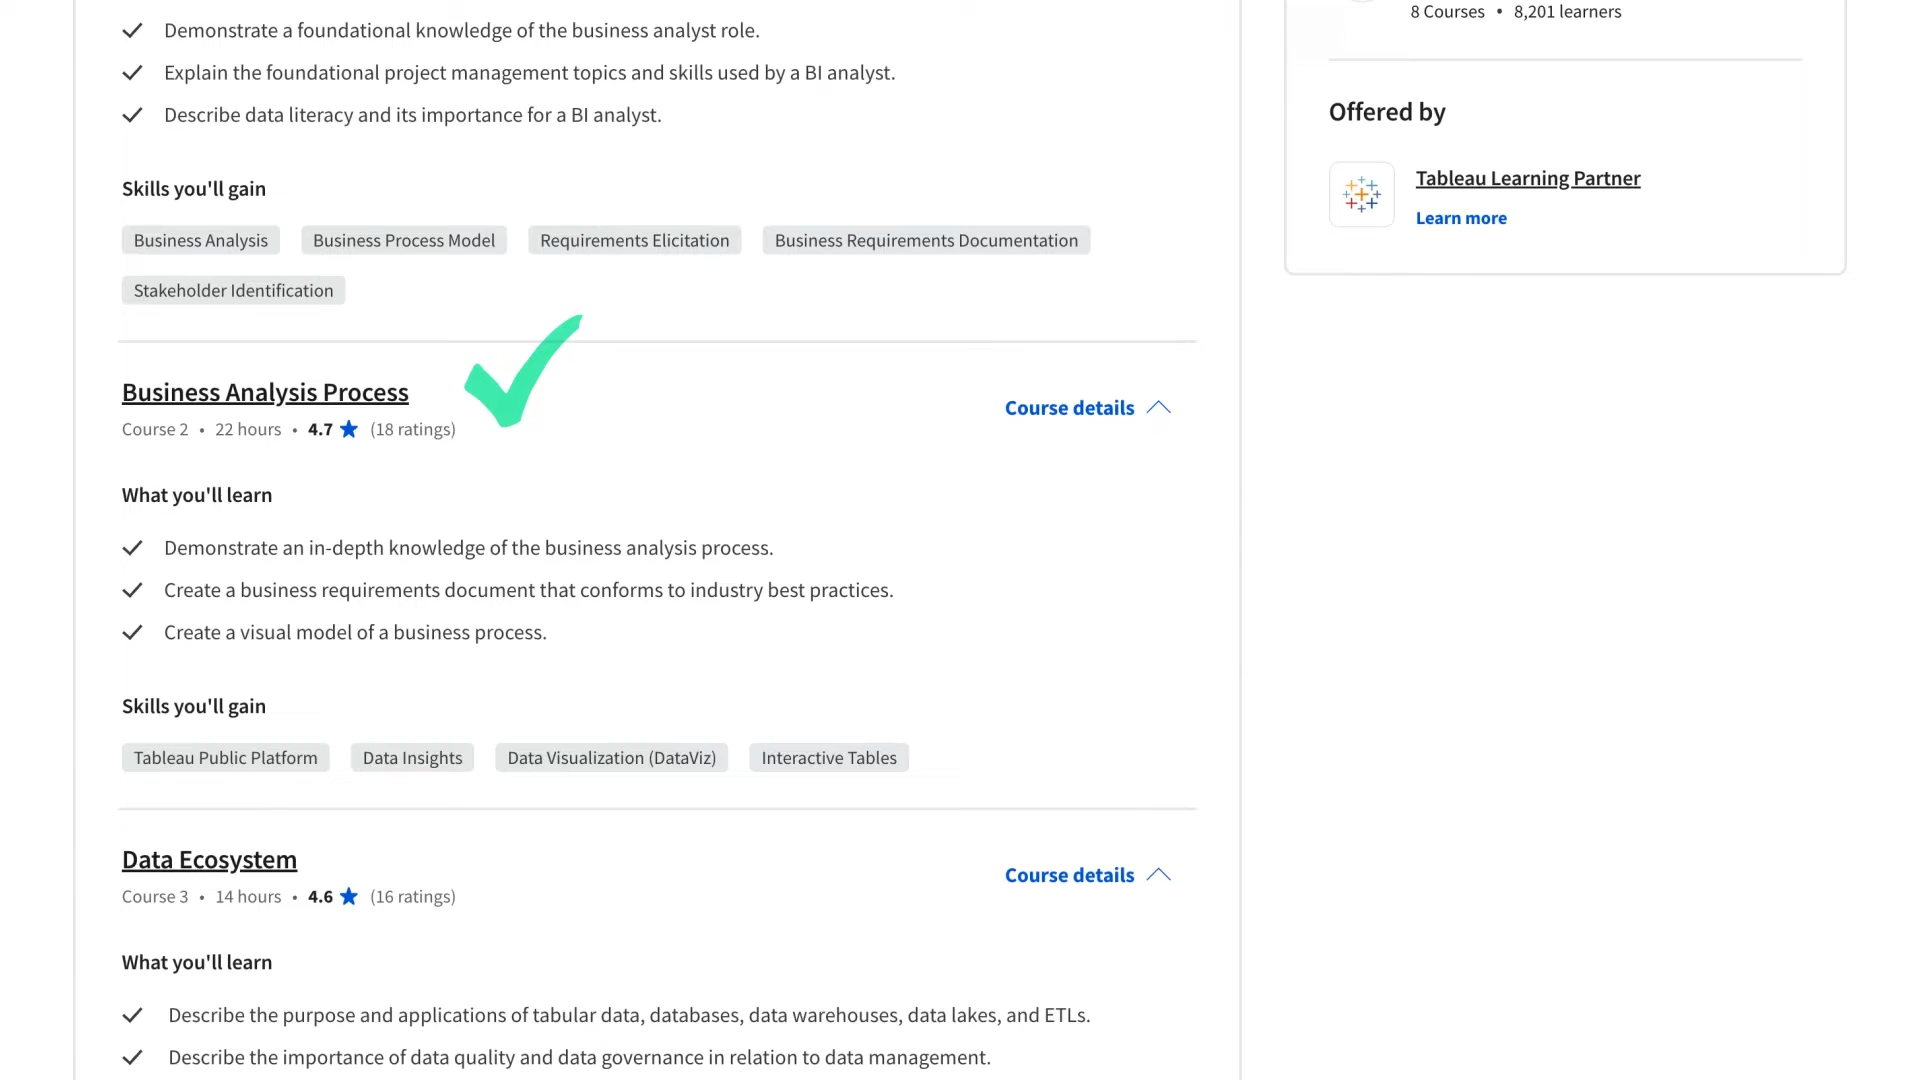 Demonstrate a foundational knowledge of the business analyst role.
Explain the foundational project management topics and skills used by a BI analyst.
Describe data literacy and its importance for a BI analyst.
Skills you'll gain
Business Analysis
Business Process Model
Requirements Elicitation
Business Requirements Documentation
Stakeholder Identification
Business Analysis Process
Course details
Course 2 • 22 hours • 4.7 (18 ratings)
What you'll learn
Demonstrate an in-depth knowledge of the business analysis process.
Create a business requirements document that conforms to industry best practices.
Create a visual model of a business process.
Skills you'll gain
Tableau Public Platform
Data Insights
Data Visualization (DataViz)
Interactive Tables
Data Ecosystem
Course details
Course 3 • 14 hours • 4.6 (16 ratings)
What you'll learn
Describe the purpose and applications of tabular data, databases, data warehouses, data lakes, and ETLs.
Describe the importance of data quality and data governance in relation to data management.
8 Courses • 8,201 learners
Offered by
Tableau Learning Partner
Learn more